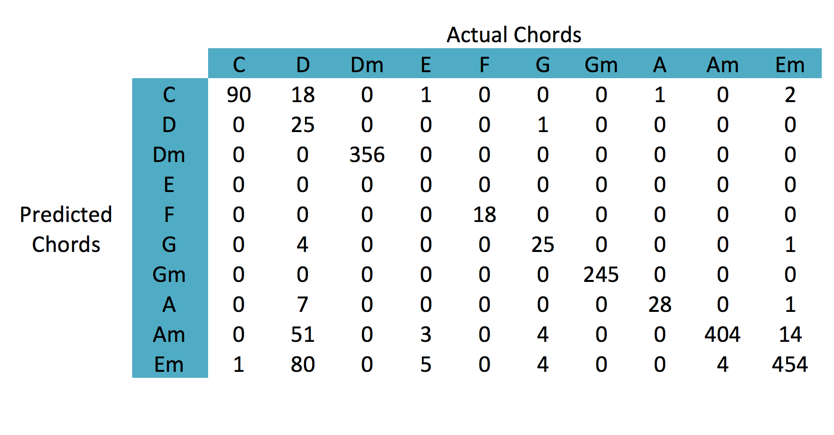 Actual Chords
C D Dm E F G Gm A Am Em
C 90 18 0 1 0 0 0 1 0 2
D 0 25 0 0 0 1 0 0 0 0
Dm 0 0 356 0 0 0 0 0 0 0
E 0 0 0 0 0 0 0 0 0 0
Predicted F 0 0 0 0 18 0 0 0 0 0
Chords G 0 4 0 0 0 25 0 0 0 1
Gm 0 0 0 0 0 0 245 0 0 0
A 0 7 0 0 0 0 0 28 0 1
Am 0 51 0 3 0 4 0 0 404 14
Em 1 80 0 5 0 4 0 0 4 454